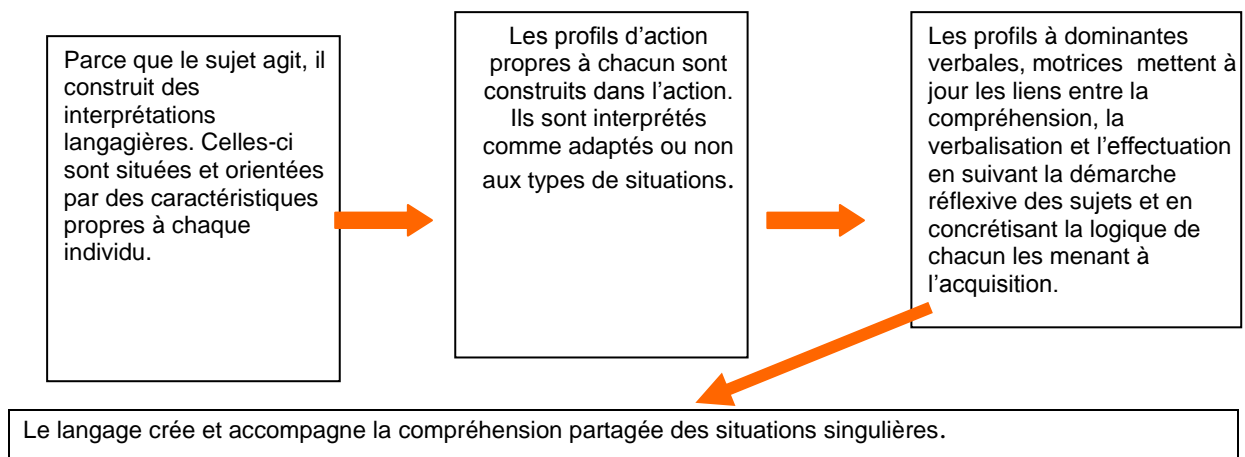 Parce que le sujet agit, il
construit des
interprétations
langagières. Celles-ci
sont situées et orientées
par des caractéristiques
propres à chaque
individu.
Les profils d’action
propres à chacun sont
construits dans l’action.
Ils sont interprétés
comme adaptés ou non
aux types de situations.
Les profils à dominantes
verbales, motrices mettent à
jour les liens entre la
compréhension, la
verbalisation et l’effectuation
en suivant la démarche
réflexive des sujets et en
concrétisant la logique de
chacun les menant à
l’acquisition.
Le langage crée et accompagne la compréhension partagée des situations singulières.